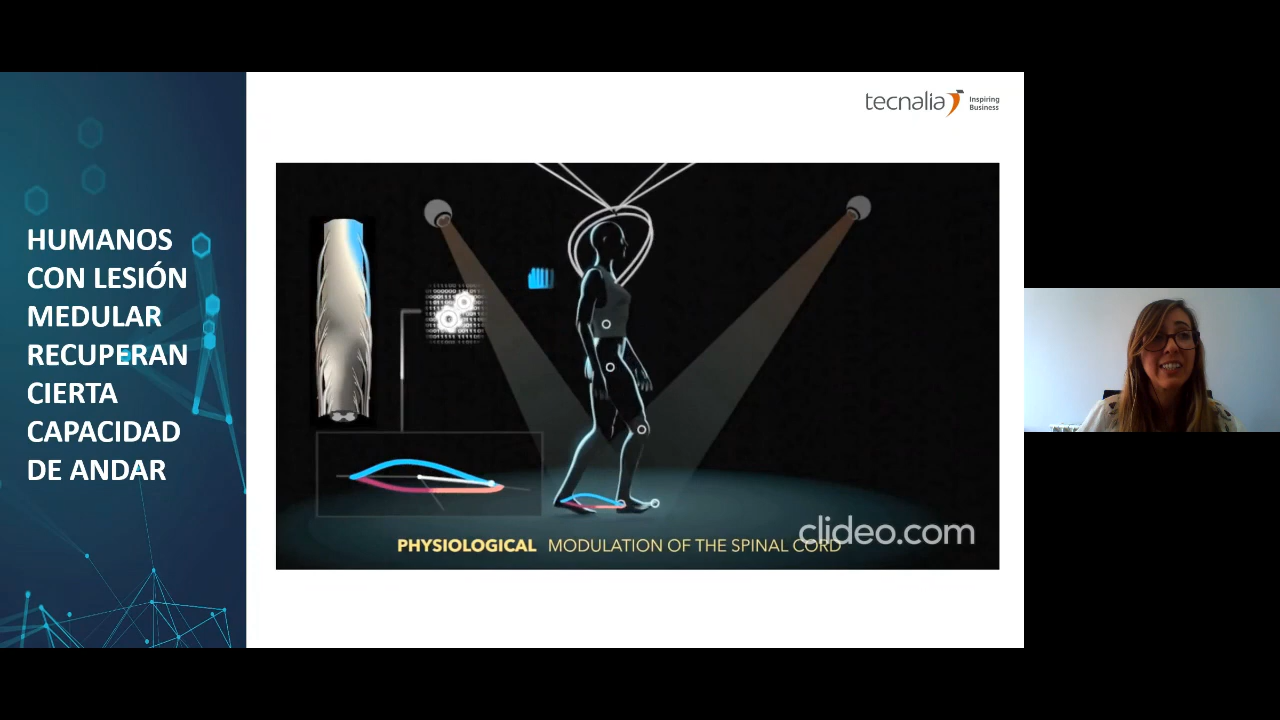 tecnalia Inspiring
Business
HUMANOS
CON LESIÓN
MEDULAR
RECUPERAN
CIERTA
CAPACIDAD
DE ANDAR
clideo.com
PHYSIOLOGICAL MODULATION OF THE SPINAL CORD